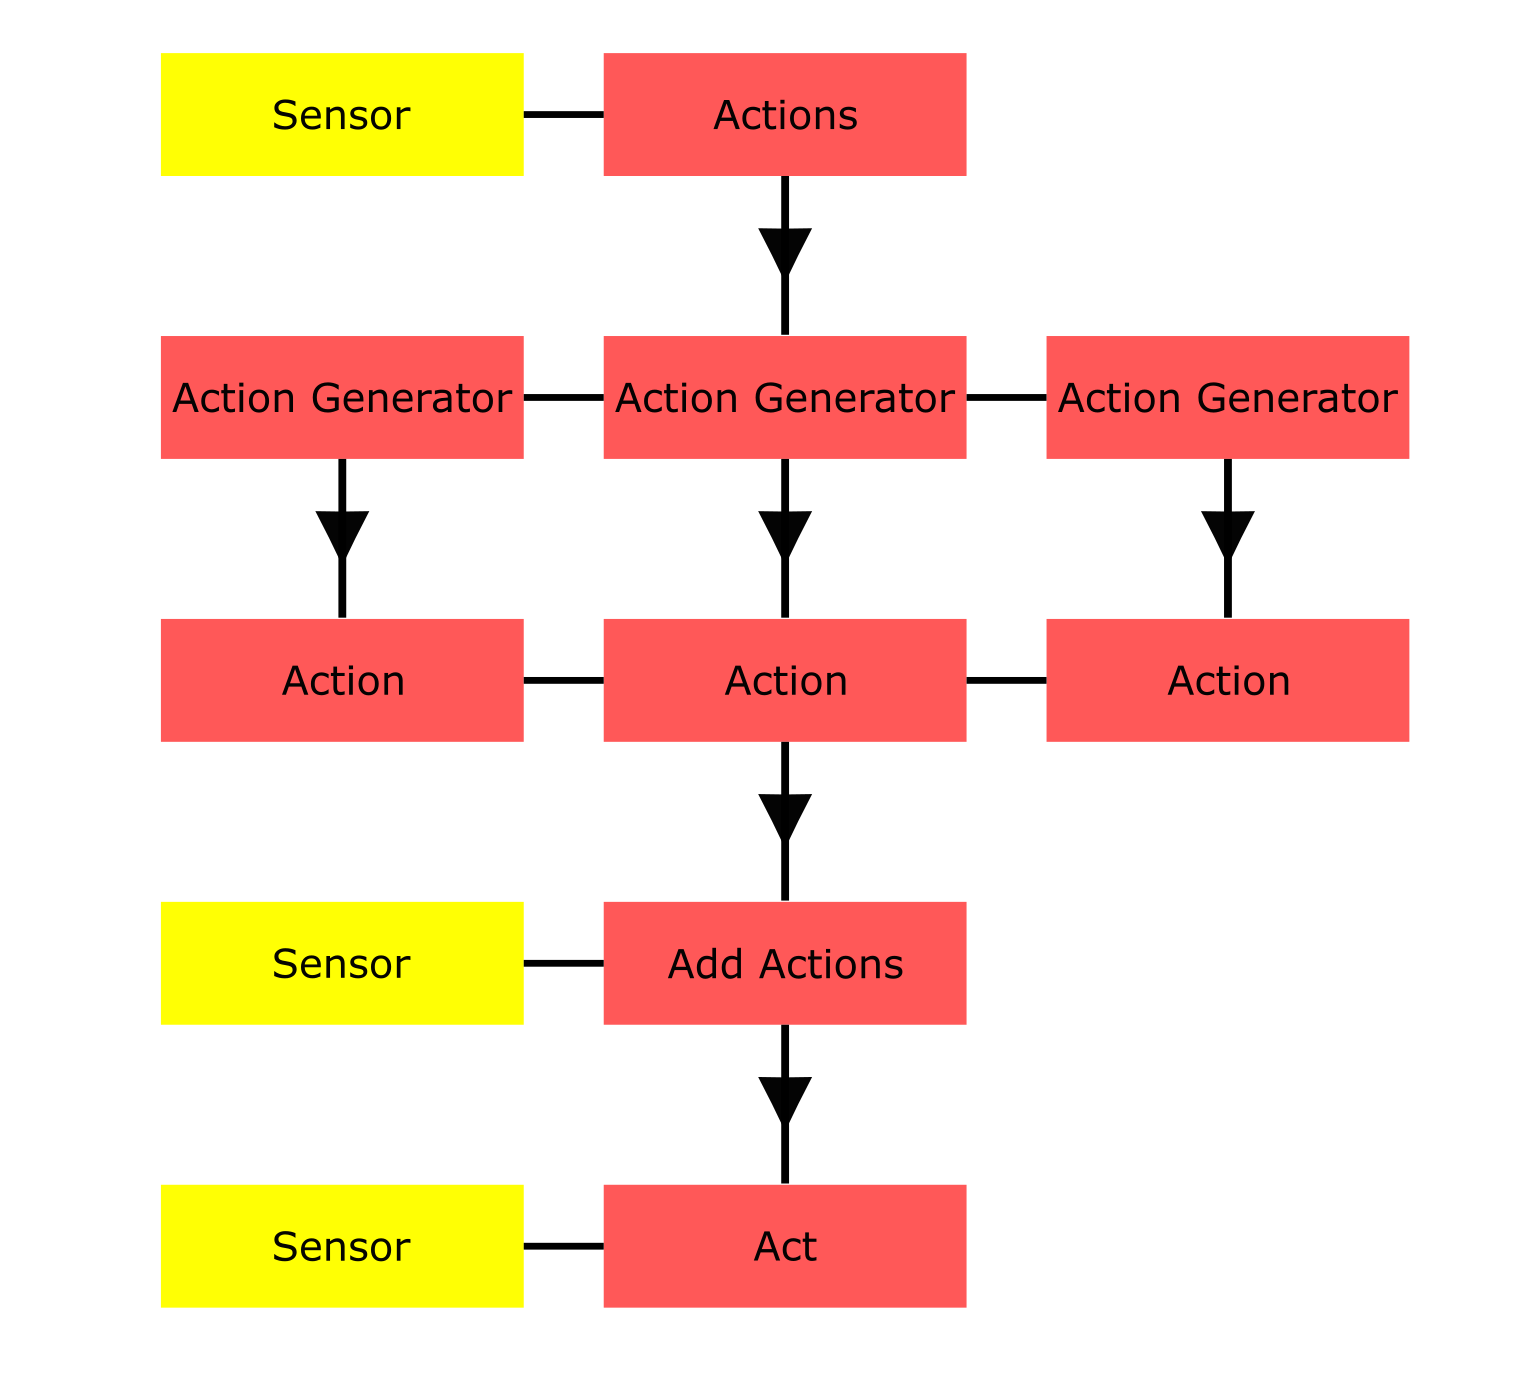 Sensor
Actions
Action Generator
Action Generator
Action Generator
Action
Action
Action
Sensor
Add Actions
Sensor
Act